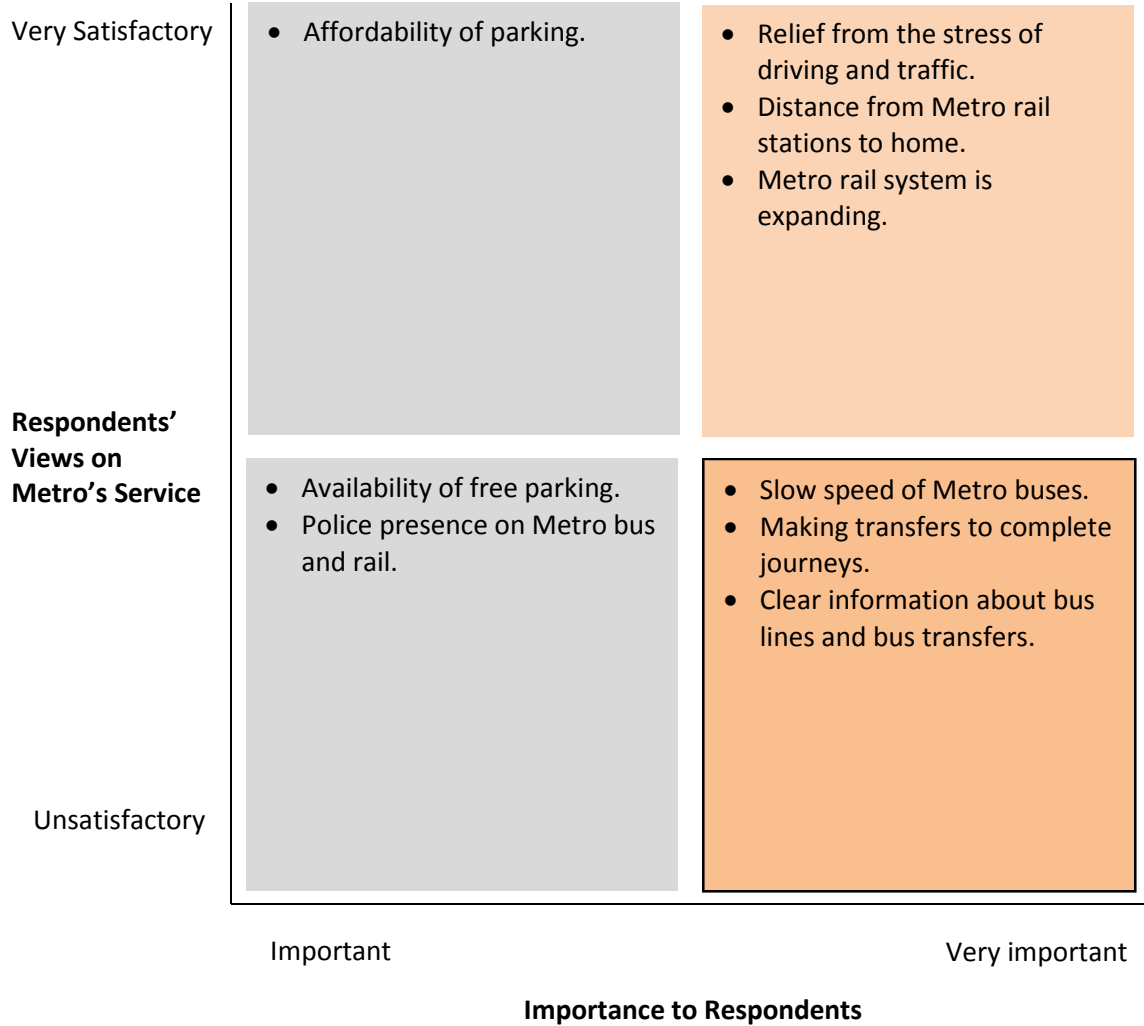 Very Satisfactory
• Affordability of parking.
• Relief from the stress of
driving and traffic.
• Distance from Metro rail
stations to home.
• Metro rail system is
expanding.
Respondents’
Views on
Metro’s Service
• Availability of free parking.
• Police presence on Metro bus
and rail.
• Slow speed of Metro buses.
• Making transfers to complete
journeys.
• Clear information about bus
lines and bus transfers.
Unsatisfactory
Important
Very important
Importance to Respondents